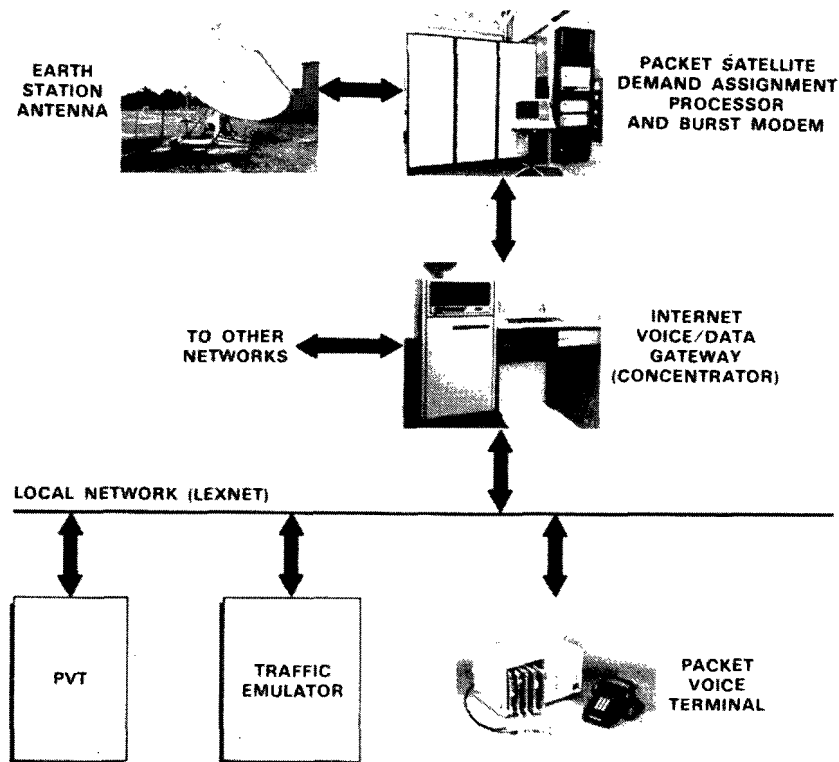 EARTH
STATION
ANTENNA
PACKET SATELLITE
DEMAND ASSIGNMENT
PROCESSOR
AND BURST MODEM
TO OTHER
NETWORKS
INTERNET
VOICE/DATA
GATEWAY
(CONCENTRATOR)
LOCAL NETWORK (LEXNET)
PVT
TRAFFIC
EMULATOR
PACKET
VOICE
TERMINAL